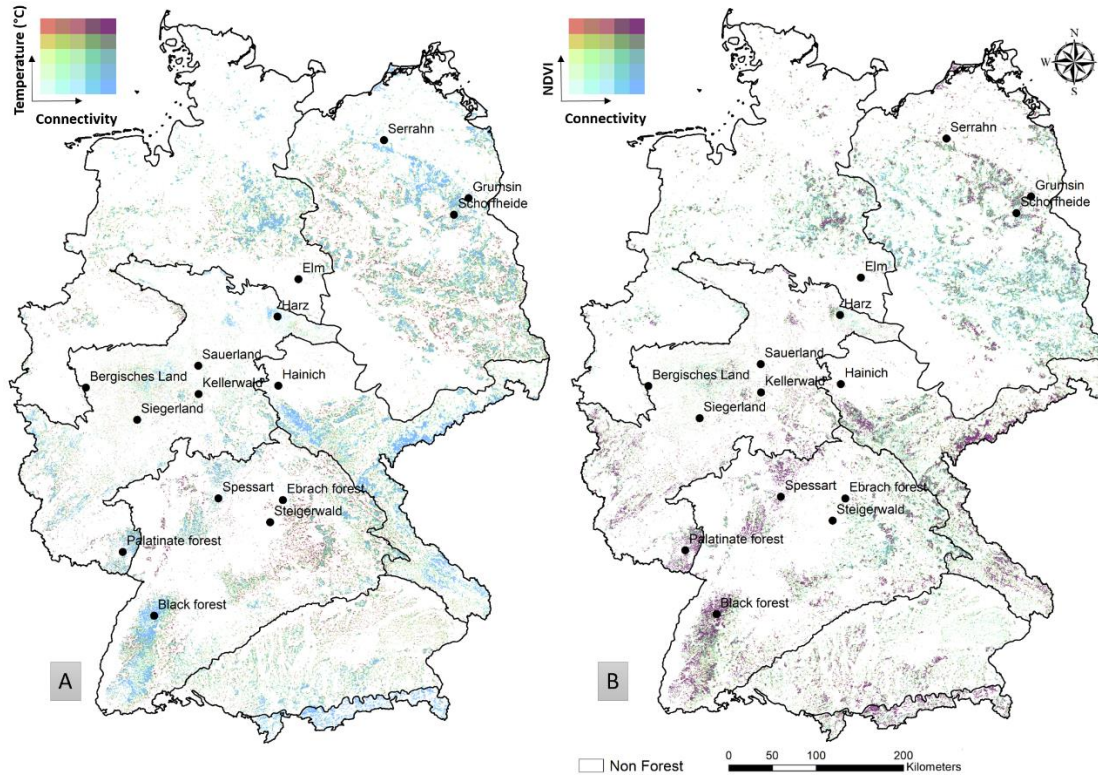 Temperature (°C)
Connectivity
Serrahn
Grumsin
Schorfheide
Elm
Harz
Sauerland
Bergisches Land
Kellerwald
Hainich
Siegerland
Spessart
Ebrach forest
Steigerwald
Palatinate forest
Black forest
A
NDVI
Connectivity
N
W
E
S
Serrahn
Grumsin
Schorfheide
Elm
Harz
Sauerland
Bergisches Land
Kellerwald
Hainich
Siegerland
Spessart
Ebrach forest
Steigerwald
Palatinate forest
Black forest
B
Non Forest
0 50 100 200
Kilometers